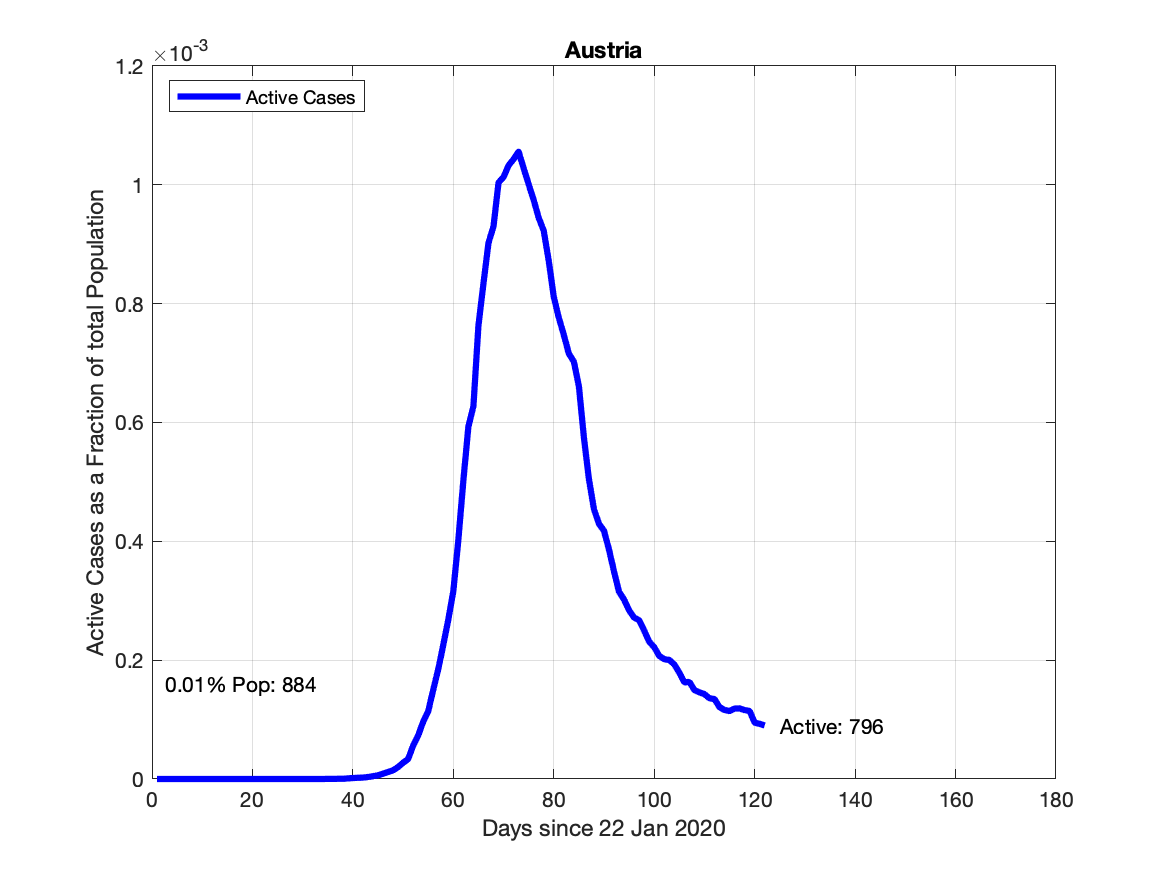 Austria
×10-3
1.2
1
0.8
0.6
0.4
0.2
0
Active Cases
Active Cases as a Fraction of total Population
0.01% Pop: 884
Active: 796
0 20 40 60 80 100 120 140 160 180
Days since 22 Jan 2020